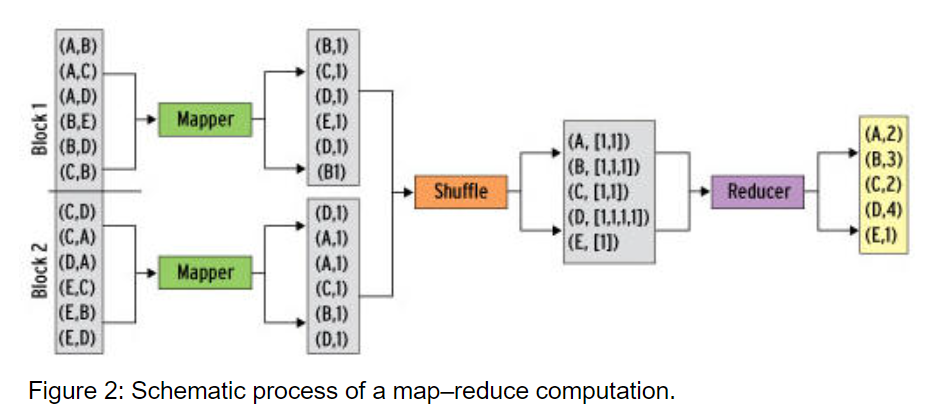 Block 1
(A,B)
(A,C)
(A,D)
(B,E)
(B,D)
(C,B)
Mapper
(B,1)
(C,1)
(D,1)
(E,1)
(D,1)
(B1)
Block 2
(C,D)
(C,A)
(D,A)
(E,C)
(E,B)
(E,D)
Mapper
(D,1)
(A,1)
(A,1)
(C,1)
(B,1)
(D,1)
Shuffle
(A, [1,1])
(B, [1,1,1])
(C, [1,1])
(D, [1,1,1,1])
(E, [1])
Reducer
(A,2)
(B,3)
(C,2)
(D,4)
(E,1)
Figure 2: Schematic process of a map–reduce computation.